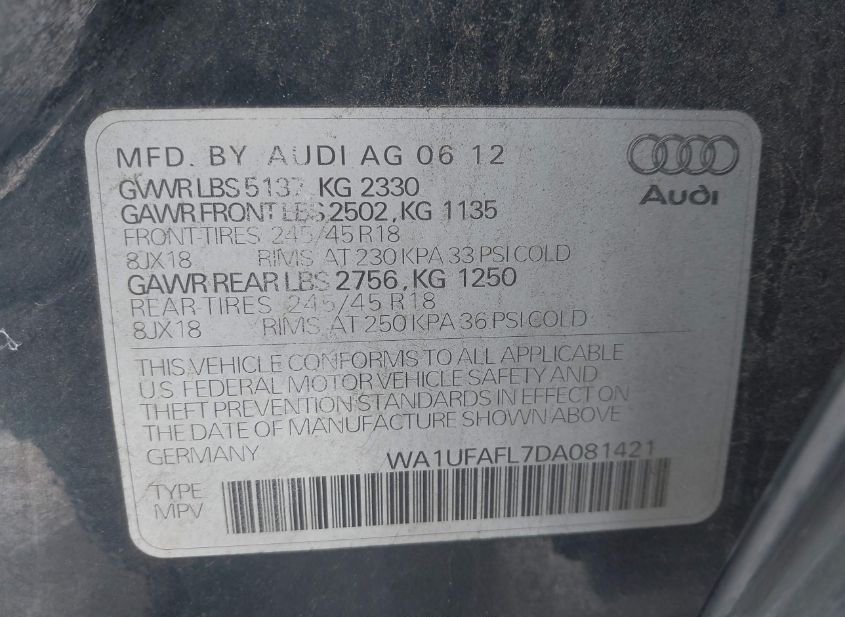 MFD. BY AUDI AG 06 12
Audi
GVWR LBS 5137 KG 2330
GAWR FRONT LBS 2502, KG 1135
FRONT-TIRES 245/45 R18
8JX18 RIMS AT 230 KPA 33 PSI COLD
GAWR-REAR LBS 2756, KG 1250
REAR-TIRES 245/45 R18
8JX18 RIMS AT 250 KPA 36 PSI COLD
THIS VEHICLE CONFORMS TO ALL APPLICABLE
U.S. FEDERAL MOTOR VEHICLE SAFETY AND
THEFT PREVENTION STANDARDS IN EFFECT ON
THE DATE OF MANUFACTURE SHOWN ABOVE
GERMANY WA1UFAFL7DA081421
TYPE
MPV